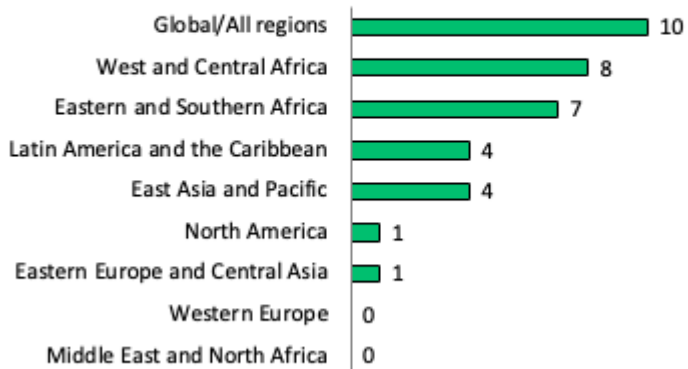 Global/All regions 10
West and Central Africa 8
Eastern and Southern Africa 7
Latin America and the Caribbean 4
East Asia and Pacific 4
North America 1
Eastern Europe and Central Asia 1
Western Europe 0
Middle East and North Africa 0